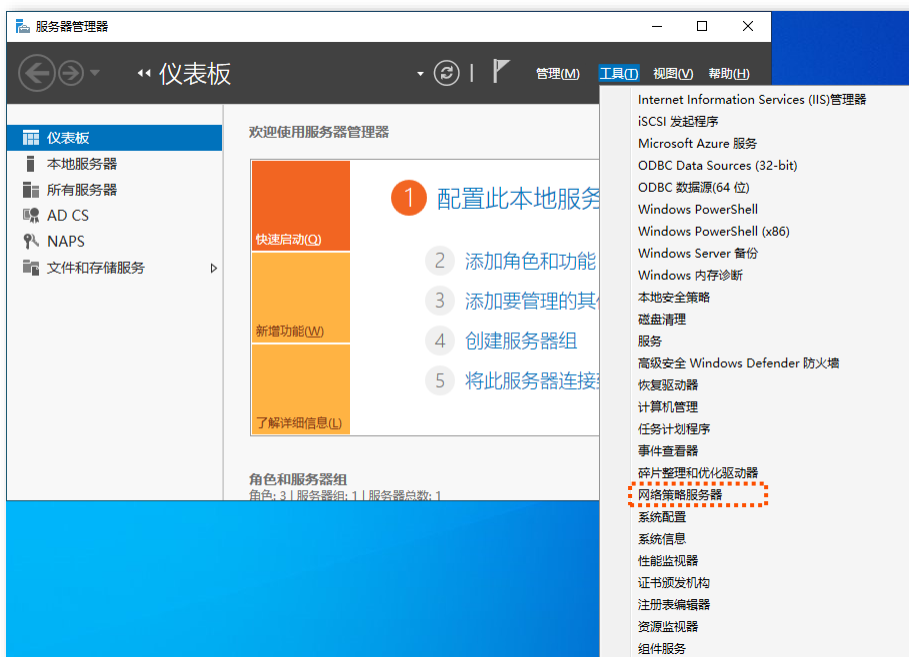 服务器管理器
仪表板
管理(M) 工具(T) 视图(V) 帮助(H)
仪表板
本地服务器
所有服务器
AD CS
NAPS
文件和存储服务
欢迎使用服务器管理器
快速启动(Q)
新增功能(W)
了解详细信息(L)
1 配置此本地服务
2 添加角色和功能
3 添加要管理的其
4 创建服务器组
5 将此服务器连接
角色和服务器组
角色: 3 | 服务器组: 1 | 服务器总数: 1
Internet Information Services (IIS)管理器
iSCSI 发起程序
Microsoft Azure 服务
ODBC Data Sources (32-bit)
ODBC 数据源(64 位)
Windows PowerShell
Windows PowerShell (x86)
Windows Server 备份
Windows 内存诊断
本地安全策略
磁盘清理
服务
高级安全 Windows Defender 防火墙
恢复驱动器
计算机管理
任务计划程序
事件查看器
碎片整理和优化驱动器
网络策略服务器
系统配置
系统信息
性能监视器
证书颁发机构
注册表编辑器
资源监视器
组件服务